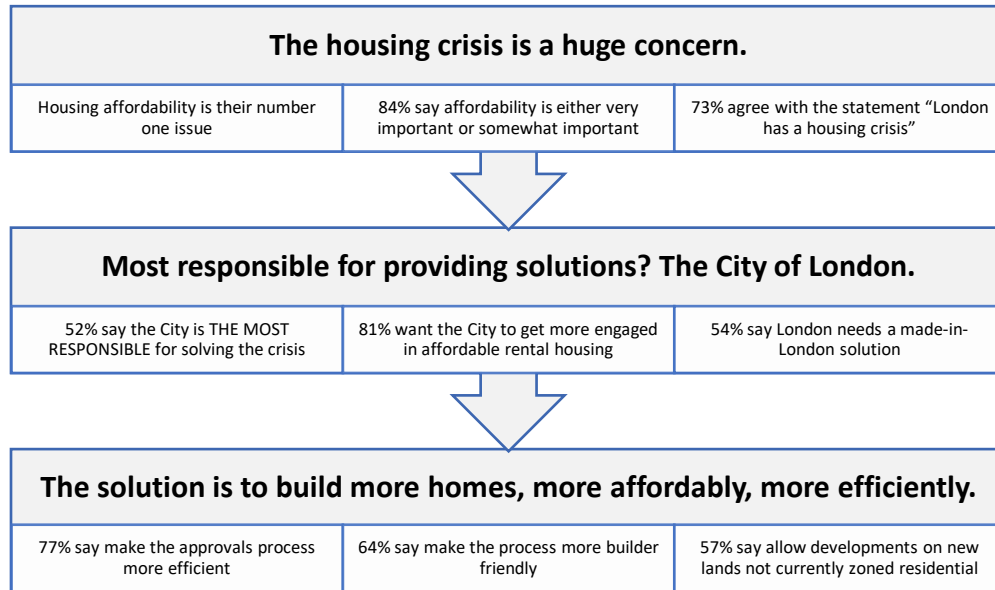 The housing crisis is a huge concern.
Housing affordability is their number
one issue
84% say affordability is either very
important or somewhat important
73% agree with the statement “London
has a housing crisis”
Most responsible for providing solutions? The City of London.
52% say the City is THE MOST
RESPONSIBLE for solving the crisis
81% want the City to get more engaged
in affordable rental housing
54% say London needs a made-in-
London solution
The solution is to build more homes, more affordably, more efficiently.
77% say make the approvals process
more efficient
64% say make the process more builder
friendly
57% say allow developments on new
lands not currently zoned residential